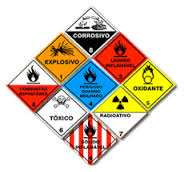 CORROSIVO
8
EXPLOSIVO
1
LÍQUIDO
INFLAMÁVEL
3
COMBUSTÃO
ESPONTÂNEA
4
PERIGOSO
QUANDO
MOLHADO
4
OXIDANTE
5
TÓXICO
6
RADIOATIVO
7
SÓLIDO
INFLAMÁVEL